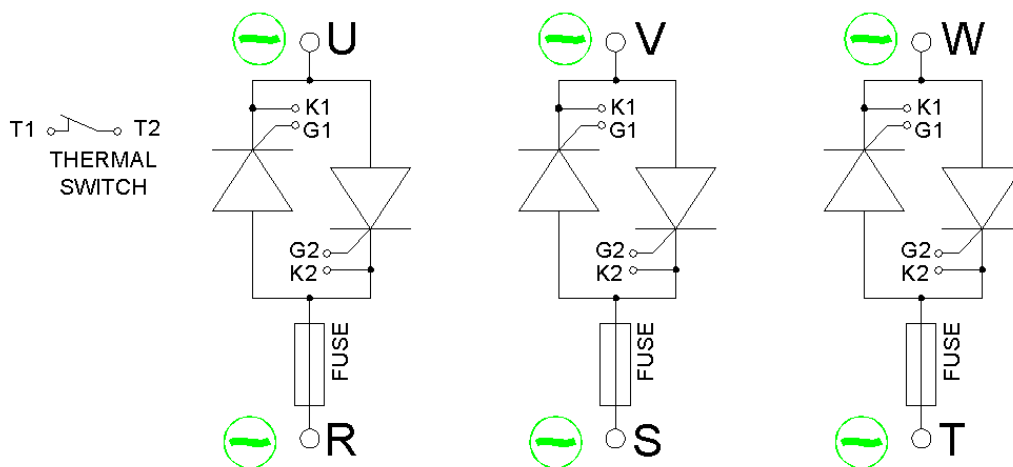 U
V
W
K1
G1
K1
G1
K1
G1
T1
T2
THERMAL
SWITCH
G2
K2
G2
K2
G2
K2
FUSE
FUSE
FUSE
R
S
T